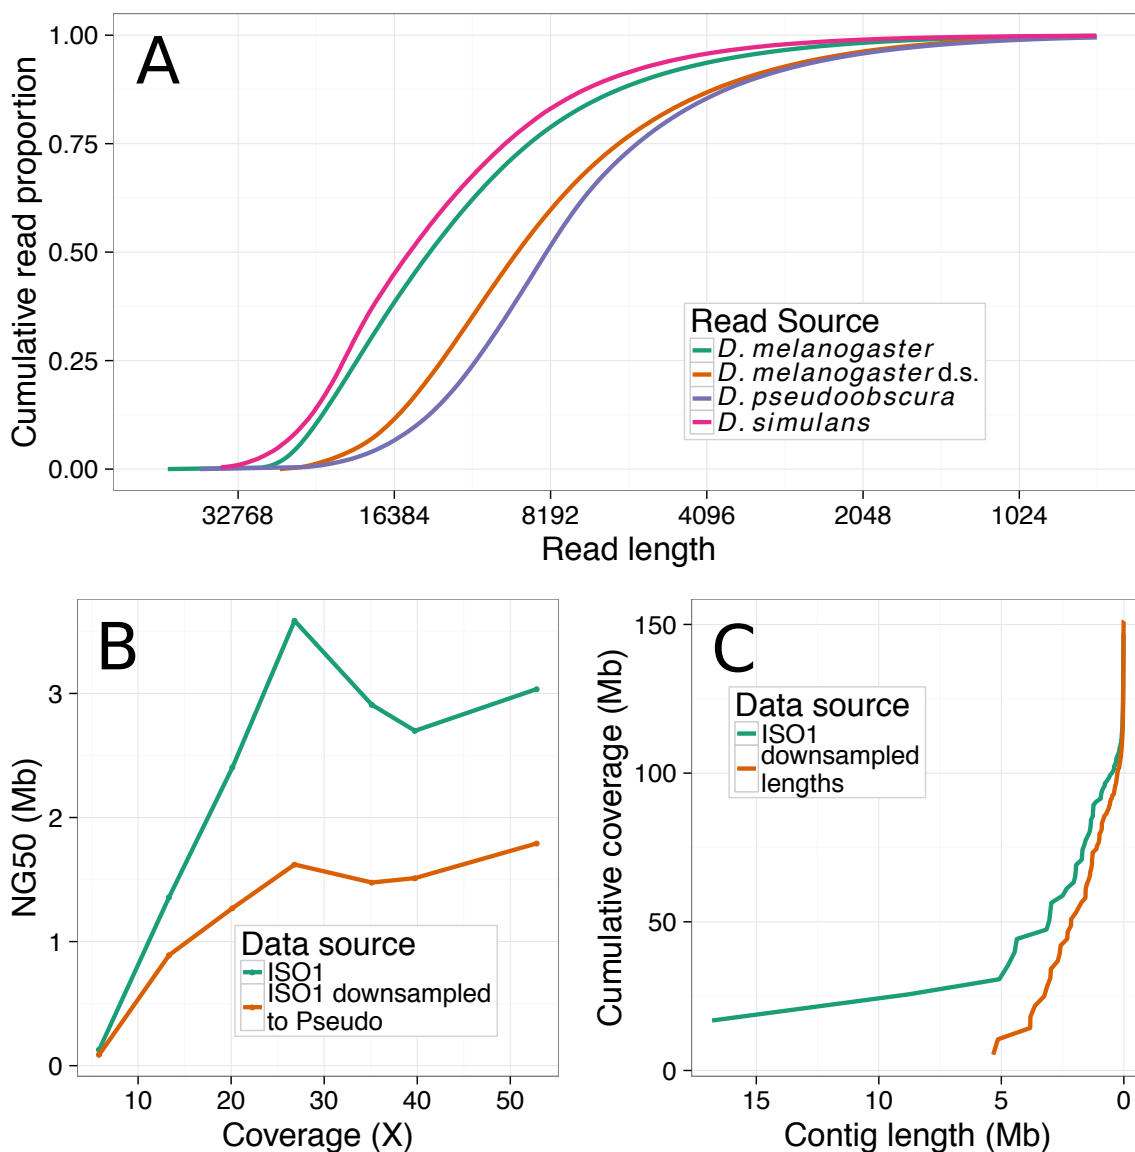 A
Cumulative read proportion
1.00
0.75
0.50
0.25
0.00
Read Source
D. melanogaster
D. melanogaster d.s.
D. pseudoobscura
D. simulans
32768 16384 8192 4096 2048 1024
Read length
B
NG50 (Mb)
3
2
1
0
Data source
ISO1
ISO1 downsampled
to Pseudo
10 20 30 40 50
Coverage (X)
C
Cumulative coverage (Mb)
150
100
50
0
Data source
ISO1
downsampled
lengths
15 10 5 0
Contig length (Mb)